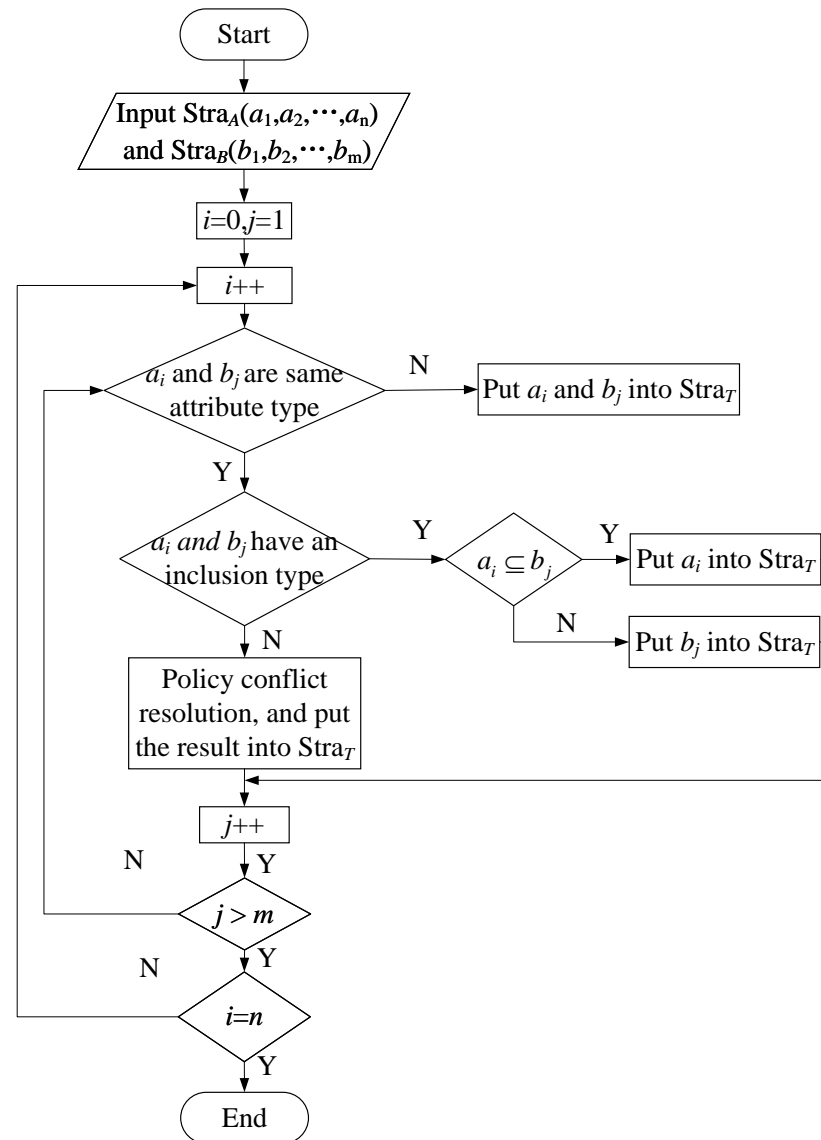 Start
Input Stra_A(a_1,a_2,⋯,a_n)
and Stra_B(b_1,b_2,⋯,b_m)
i=0,j=1
i++
a_i and b_j are same
attribute type
N
Put a_i and b_j into Stra_T
Y
a_i and b_j have an
inclusion type
Y
a_i ⊆ b_j
Y
Put a_i into Stra_T
N
Put b_j into Stra_T
N
Policy conflict
resolution, and put
the result into Stra_T
j++
N
Y
j > m
N
Y
i=n
Y
End